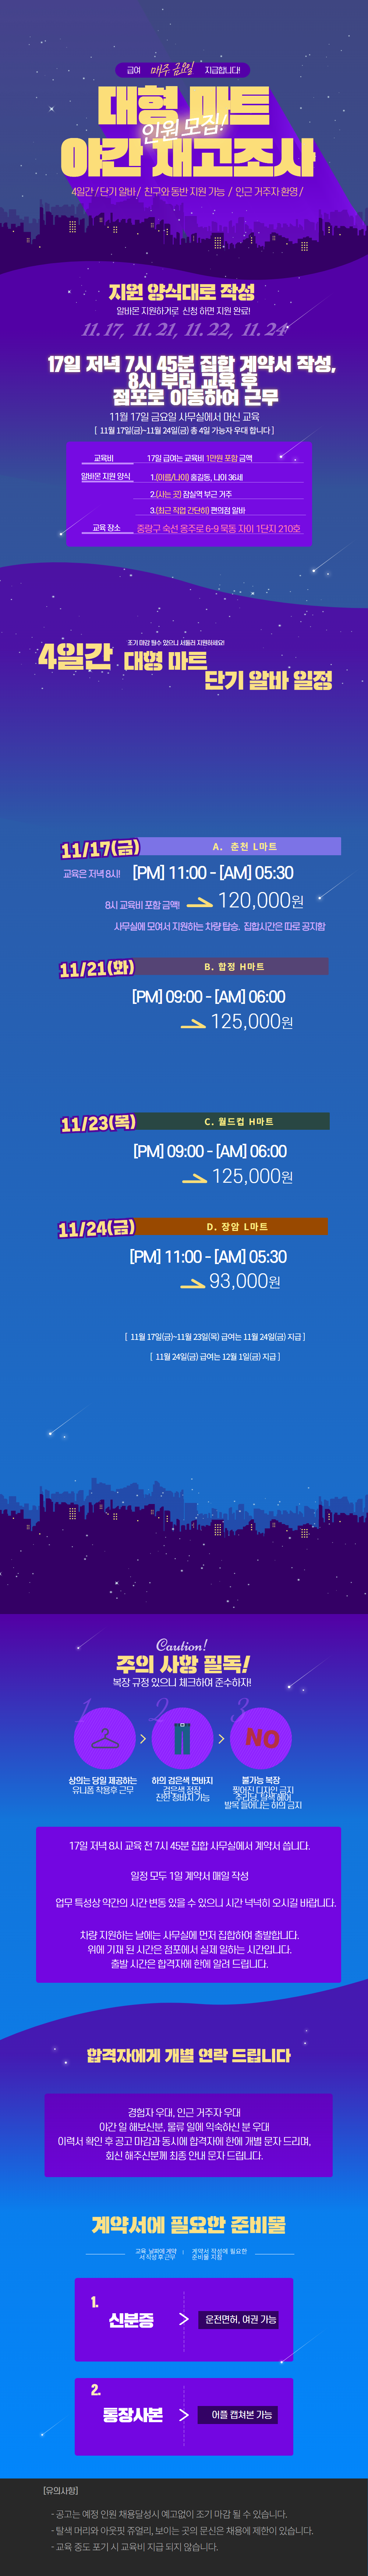 급여 매주 금요일 지급합니다!
대형 마트
인원 모집!
야간 재고조사
4일간 / 단기 알바 / 친구와 동반 지원 가능 / 인근 거주자 환영 /
지원 양식대로 작성
알바몬 지원하거로 신청 하면 지원 완료!
11. 17, 11. 21, 11. 22, 11. 24
17일 저녁 7시 45분 집합 계약서 작성,
8시 부터 교육 후
점포로 이동하여 근무
11월 17일 금요일 사무실에서 머신 교육
[ 11월 17일(금)~11월 24일(금) 총 4일 가능자 우대 합니다 ]
교육비 17일 급여는 교육비 1만원 포함 금액
알바몬 지원 양식 1.(이름/나이) 홍길동, 나이 36세
2.(사는 곳) 잠실역 부근 거주
3.(최근 직업 간단히) 편의점 알바
교육 장소 중랑구 숙선 옹주로 6-9 묵동 자이 1단지 210호
조기 마감 될수 있으니 서둘러 지원하세요!
4일간 대형 마트
단기 알바 일정
11/17(금) A. 춘천 L마트
교육은 저녁 8시! [PM] 11:00 - [AM] 05:30
8시 교육비 포함 금액! 120,000원
사무실에 모여서 지원하는 차량 탑승. 집합시간은 따로 공지함
11/21(화) B. 합정 H마트
[PM] 09:00 - [AM] 06:00
125,000원
11/23(목) C. 월드컵 H마트
[PM] 09:00 - [AM] 06:00
125,000원
11/24(금) D. 장암 L마트
[PM] 11:00 - [AM] 05:30
93,000원
[ 11월 17일(금)~11월 23일(목) 급여는 11월 24일(금) 지급 ]
[ 11월 24일(금) 급여는 12월 1일(금) 지급 ]
Caution!
주의 사항 필독!
복장 규정 있으니 체크하여 준수하자!
1 2 3
NO
상의는 당일 제공하는
유니폼 착용후 근무
하의 검은색 면바지
검은색 정장
진한 청바지 가능
불가능 복장
찢어진 디자인 금지
추리닝, 탈색 헤어
발목 들어나는 하의 금지
17일 저녁 8시 교육 전 7시 45분 집합 사무실에서 계약서 씁니다.
일정 모두 1일 계약서 매일 작성
업무 특성상 약간의 시간 변동 있을 수 있으니 시간 넉넉히 오시길 바랍니다.
차량 지원하는 날에는 사무실에 먼저 집합하여 출발합니다.
위에 기재 된 시간은 점포에서 실제 일하는 시간입니다.
출발 시간은 합격자에 한에 알려 드립니다.
합격자에게 개별 연락 드립니다
경험자 우대, 인근 거주자 우대
야간 일 해보신분, 물류 일에 익숙하신 분 우대
이력서 확인 후 공고 마감과 동시에 합격자에 한에 개별 문자 드리며,
회신 해주신분께 최종 안내 문자 드립니다.
계약서에 필요한 준비물
교육 날짜에 계약
서 작성 후 근무
계약서 작성에 필요한
준비물 지침
1.
신분증
운전면허, 여권 가능
2.
통장사본
어플 캡쳐본 가능
[유의사항]
- 공고는 예정 인원 채용달성시 예고없이 조기 마감 될 수 있습니다.
- 탈색 머리와 아웃핏 쥬얼리, 보이는 곳의 문신은 채용에 제한이 있습니다.
- 교육 중도 포기 시 교육비 지급 되지 않습니다.